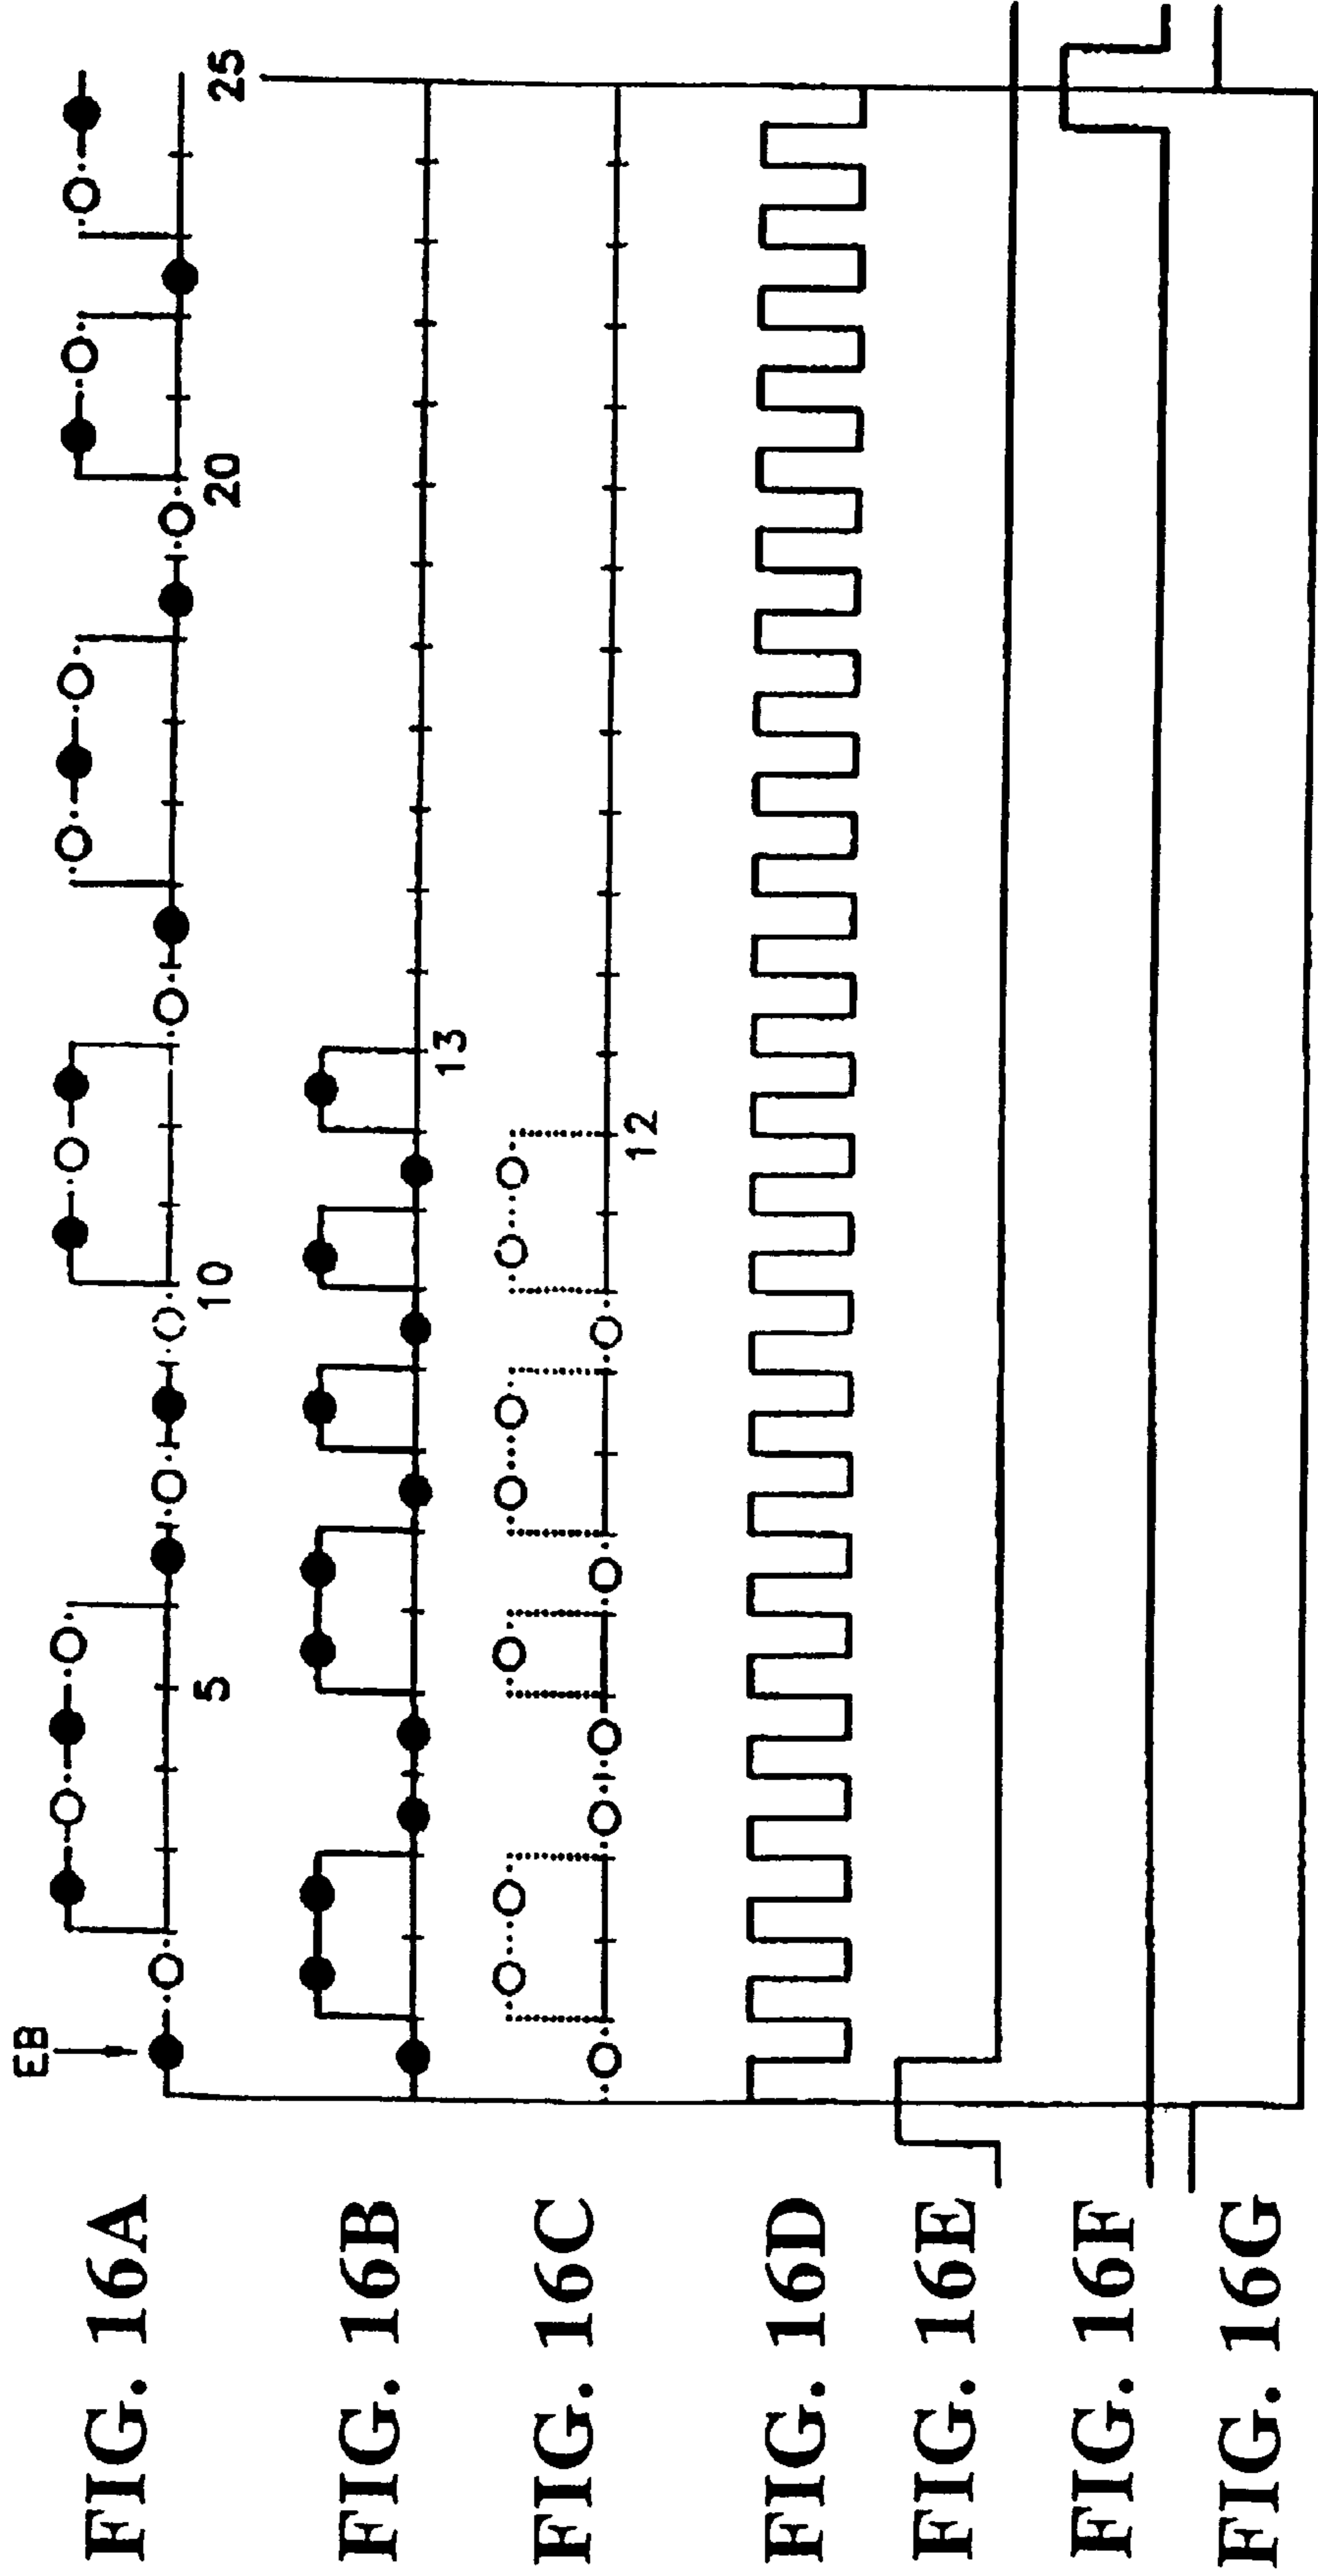 EB
5
10
20
25
FIG. 16A
13
FIG. 16B
12
FIG. 16C
FIG. 16D
FIG. 16E
FIG. 16F
FIG. 16G